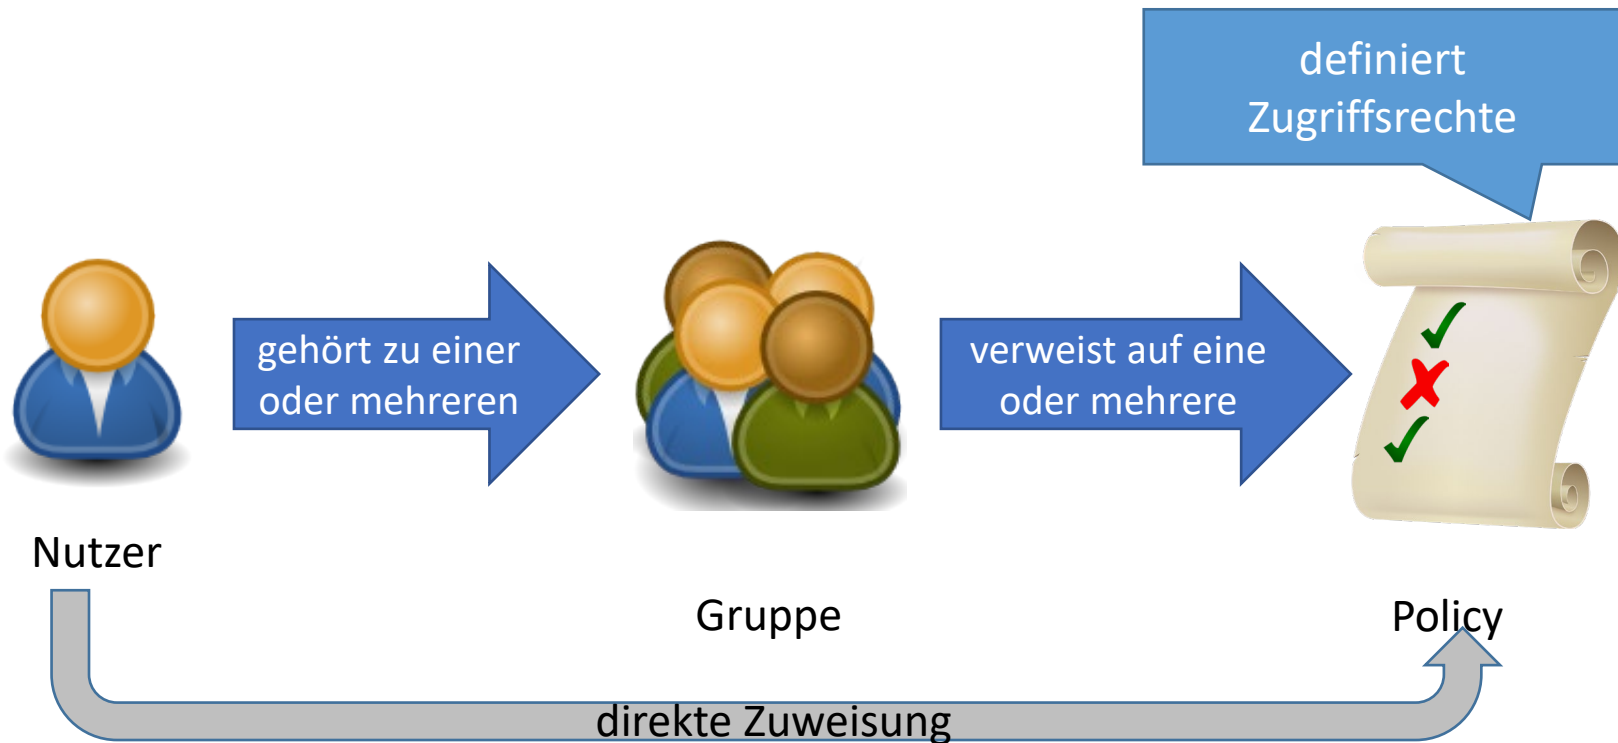 definiert
Zugriffsrechte
gehört zu einer
oder mehreren
verweist auf eine
oder mehrere
Nutzer
Gruppe
Policy
direkte Zuweisung